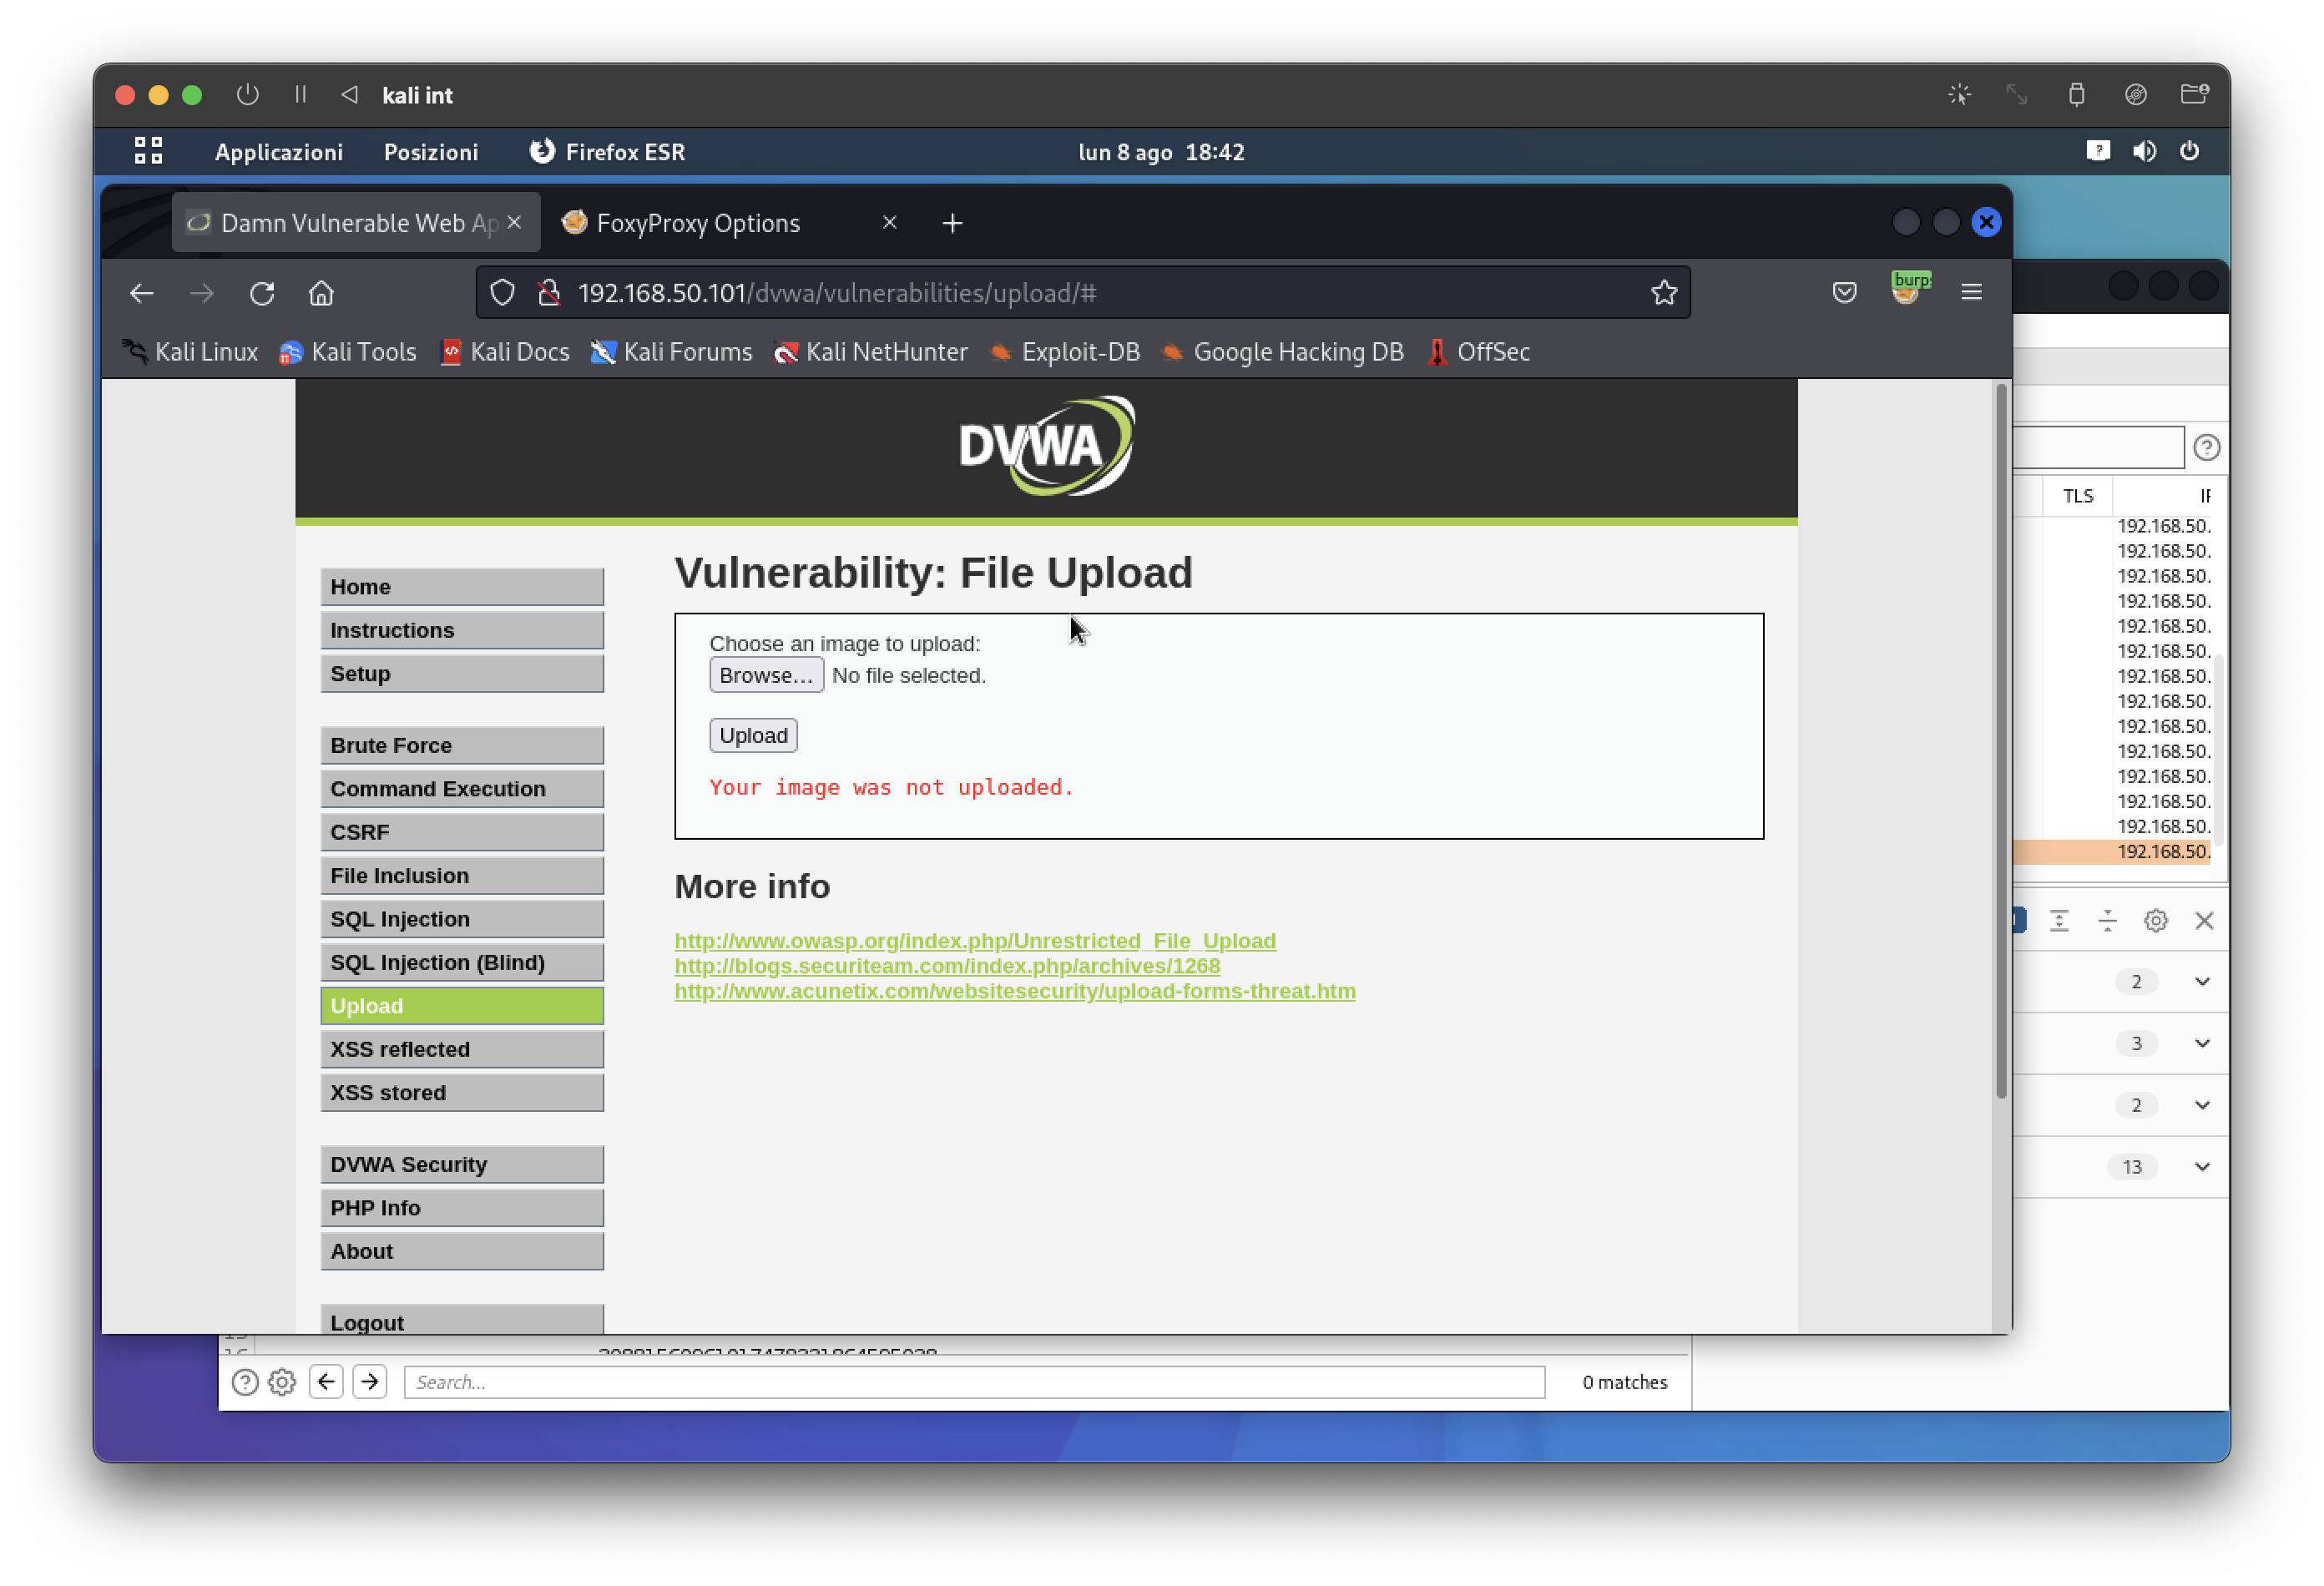 kali int
Applicazioni Posizioni Firefox ESR lun 8 ago 18:42
Damn Vulnerable Web Ap FoxyProxy Options
192.168.50.101/dvwa/vulnerabilities/upload/# burp
Kali Linux Kali Tools Kali Docs Kali Forums Kali NetHunter Exploit-DB Google Hacking DB OffSec
DVWA
Home
Instructions
Setup
Brute Force
Command Execution
CSRF
File Inclusion
SQL Injection
SQL Injection (Blind)
Upload
XSS reflected
XSS stored
DVWA Security
PHP Info
About
Logout
Vulnerability: File Upload
Choose an image to upload:
Browse... No file selected.
Upload
Your image was not uploaded.
More info
http://www.owasp.org/index.php/Unrestricted_File_Upload
http://blogs.securiteam.com/index.php/archives/1268
http://www.acunetix.com/websitesecurity/upload-forms-threat.htm
TLS
192.168.50.
192.168.50.
192.168.50.
192.168.50.
192.168.50.
192.168.50.
192.168.50.
192.168.50.
192.168.50.
192.168.50.
192.168.50.
192.168.50.
192.168.50.
192.168.50.
2
3
2
13
Search... 0 matches